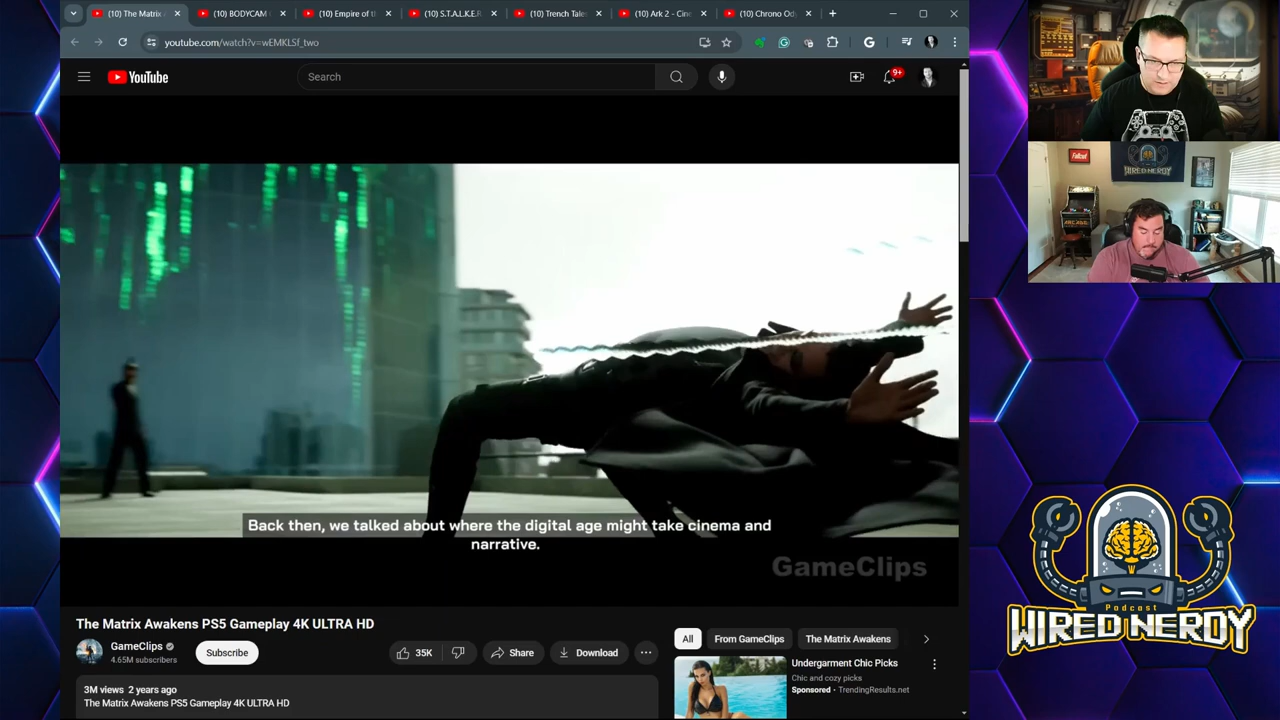 (10) The Matrix A
(10) BODYCAM
(10) Empire of th
(10) S.T.A.L.K.E.R.
(10) Trench Tales
(10) Ark 2 - Cine
(10) Chrono Od
youtube.com/watch?v=wEMKLSf_two
YouTube
Search
9+
Fallout
WIRED NERDY
ARCADE
Back then, we talked about where the digital age might take cinema and
narrative.
GameClips
The Matrix Awakens PS5 Gameplay 4K ULTRA HD
GameClips
4.65M subscribers
Subscribe
35K
Share
Download
All
From GameClips
The Matrix Awakens
3M views 2 years ago
The Matrix Awakens PS5 Gameplay 4K ULTRA HD
Undergarment Chic Picks
Chic and cozy picks
Sponsored · TrendingResults.net
Podcast
WIRED NERDY